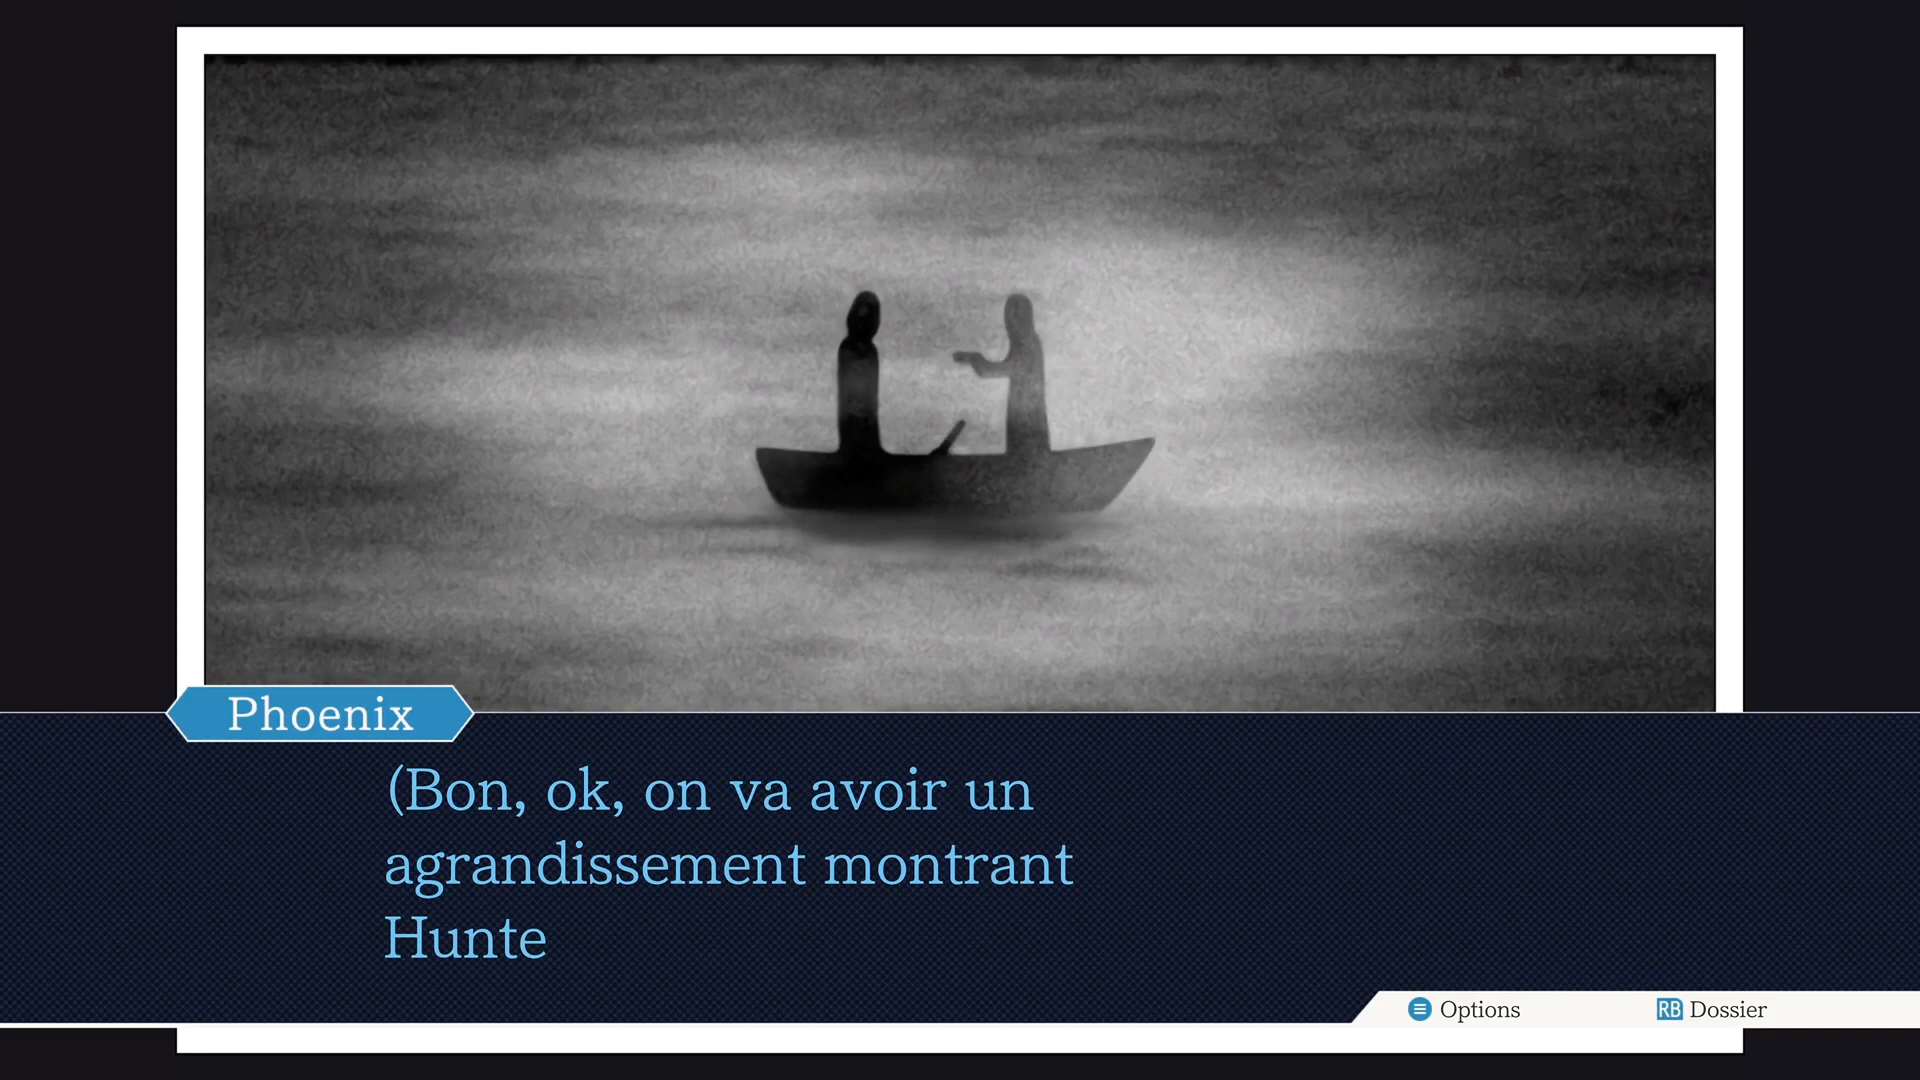 Phoenix
(Bon, ok, on va avoir un
agrandissement montrant
Hunte
Options
RB Dossier